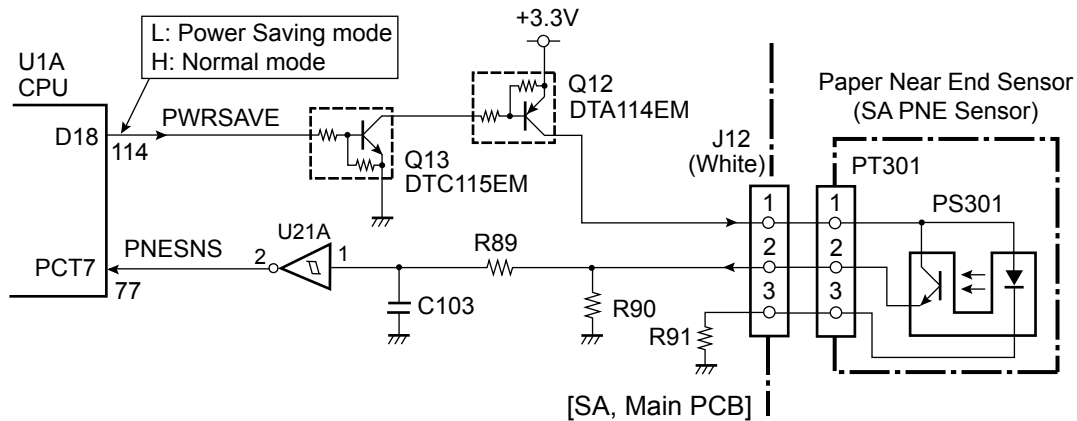 L: Power Saving mode
H: Normal mode
+3.3V
U1A
CPU
Q12
DTA114EM
Paper Near End Sensor
(SA PNE Sensor)
D18
114
PWRSAVE
J12
(White)
Q13
DTC115EM
PT301
PS301
1
1
U21A
R89
2
2
PNESNS
2
1
PCT7
77
3
3
C103
R90
R91
[SA, Main PCB]